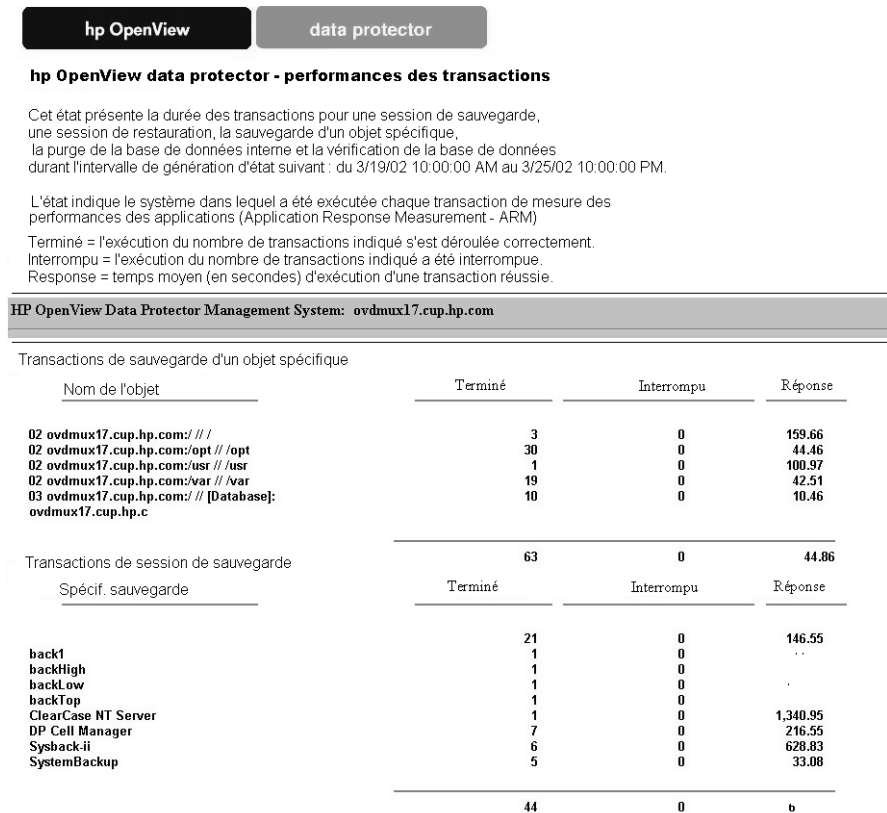 hp OpenView data protector
hp OpenView data protector - performances des transactions
Cet état présente la durée des transactions pour une session de sauvegarde,
une session de restauration, la sauvegarde d'un objet spécifique,
la purge de la base de données interne et la vérification de la base de données
durant l'intervalle de génération d'état suivant : du 3/19/02 10:00:00 AM au 3/25/02 10:00:00 PM.
L'état indique le système dans lequel a été exécutée chaque transaction de mesure des
performances des applications (Application Response Measurement - ARM)
Terminé = l'exécution du nombre de transactions indiqué s'est déroulée correctement.
Interrompu = l'exécution du nombre de transactions indiqué a été interrompue.
Response = temps moyen (en secondes) d'exécution d'une transaction réussie.
HP OpenView Data Protector Management System: ovdmux17.cup.hp.com
Transactions de sauvegarde d'un objet spécifique
Nom de l'objet Terminé Interrompu Réponse
02 ovdmux17.cup.hp.com:/ // / 3 0 159.66
02 ovdmux17.cup.hp.com:/opt // /opt 30 0 44.46
02 ovdmux17.cup.hp.com:/usr // /usr 1 0 100.97
02 ovdmux17.cup.hp.com:/var // /var 19 0 42.51
03 ovdmux17.cup.hp.com:/ // [Database]: 10 0 10.46
ovdmux17.cup.hp.c
63 0 44.86
Transactions de session de sauvegarde
Spécif. sauvegarde Terminé Interrompu Réponse
21 0 146.55
back1 1 0
backHigh 1 0
backLow 1 0
backTop 1 0
ClearCase NT Server 1 0 1,340.95
DP Cell Manager 7 0 216.55
Sysback-ii 6 0 628.83
SystemBackup 5 0 33.08
44 0